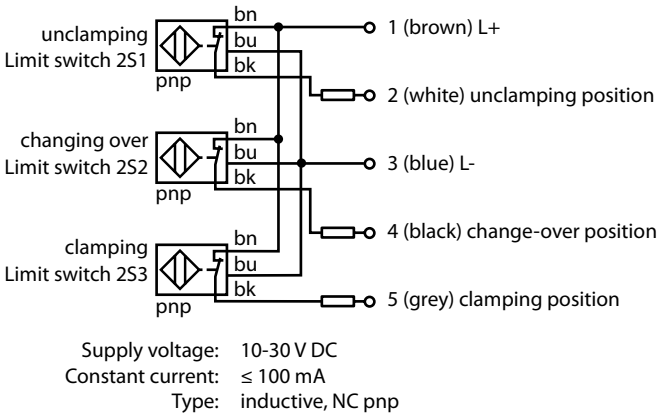 bn
unclamping
bu
Limit switch 2S1
bk
pnp
1 (brown) L+
2 (white) unclamping position
bn
changing over
bu
Limit switch 2S2
bk
pnp
3 (blue) L-
4 (black) change-over position
bn
clamping
bu
Limit switch 2S3
bk
pnp
5 (grey) clamping position
Supply voltage: 10-30 V DC
Constant current: ≤ 100 mA
Type: inductive, NC pnp